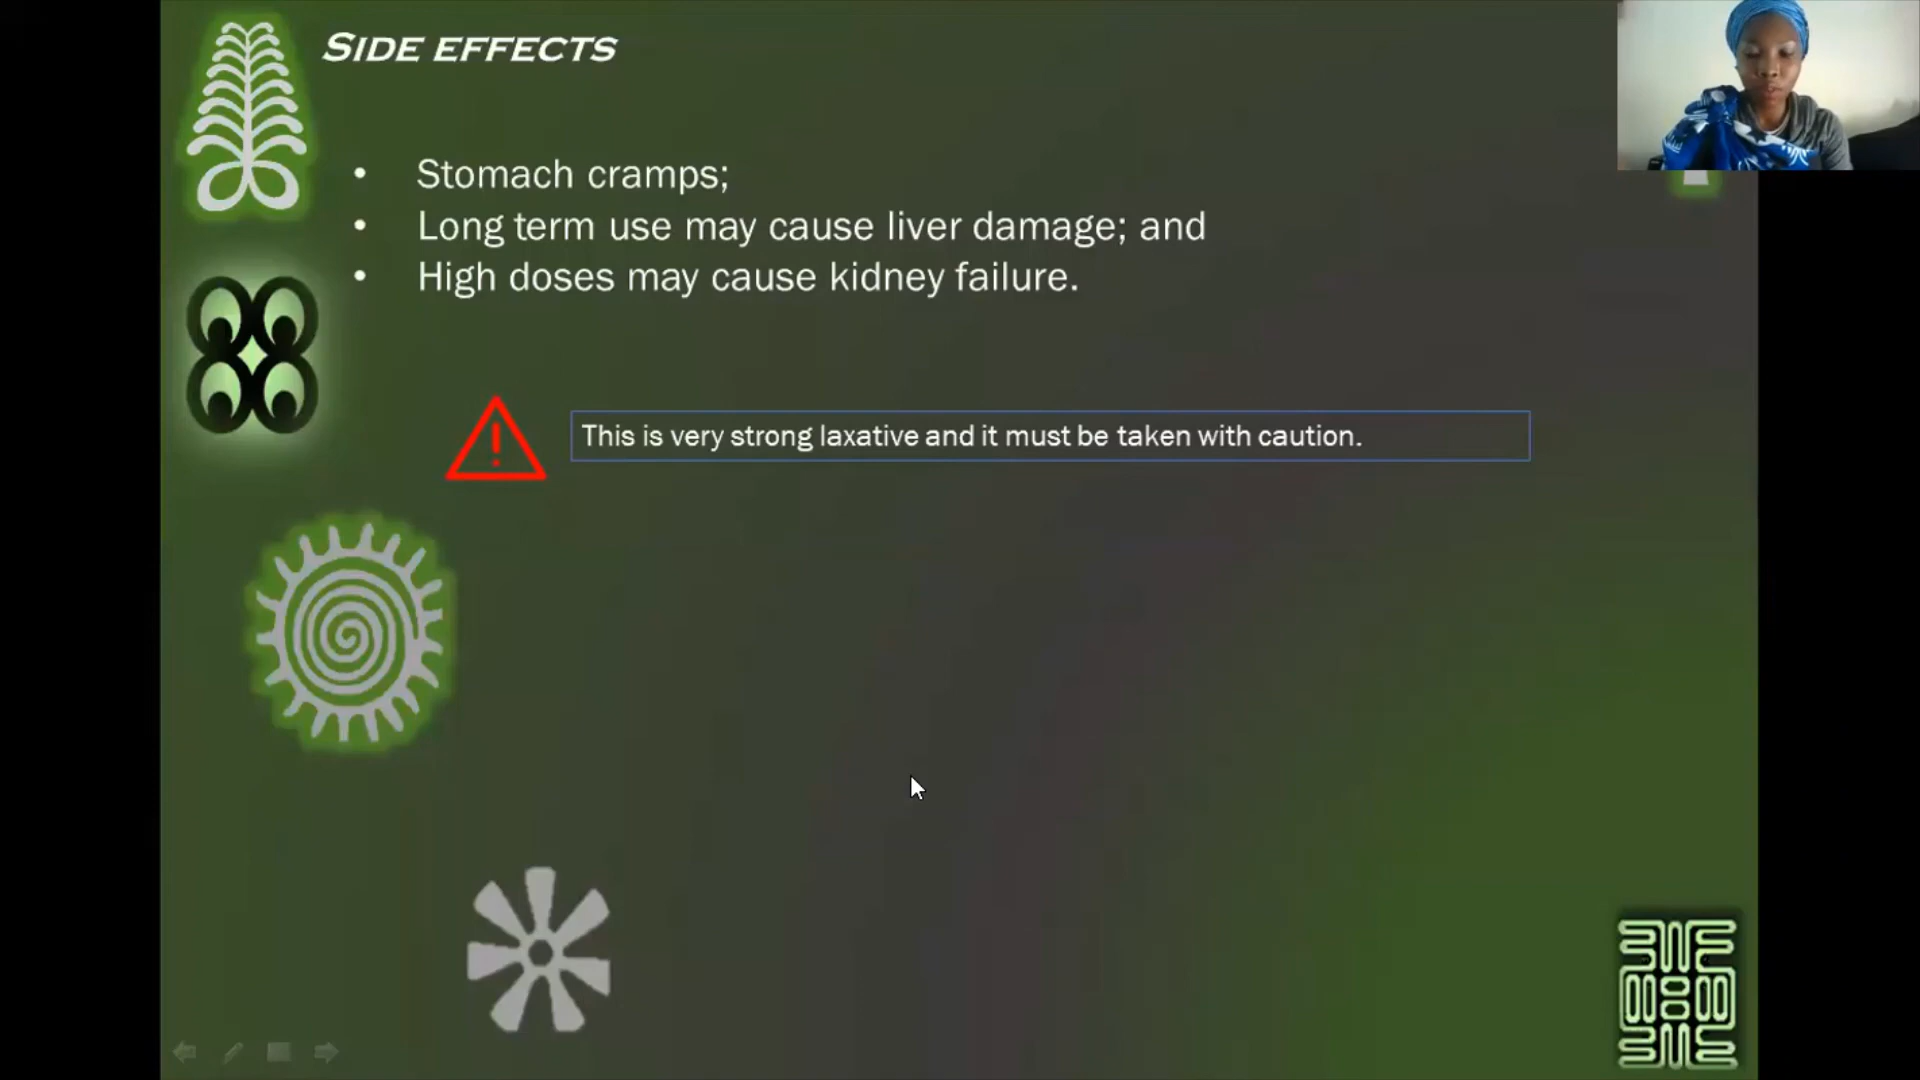 SIDE EFFECTS
• Stomach cramps;
• Long term use may cause liver damage; and
• High doses may cause kidney failure.
This is very strong laxative and it must be taken with caution.